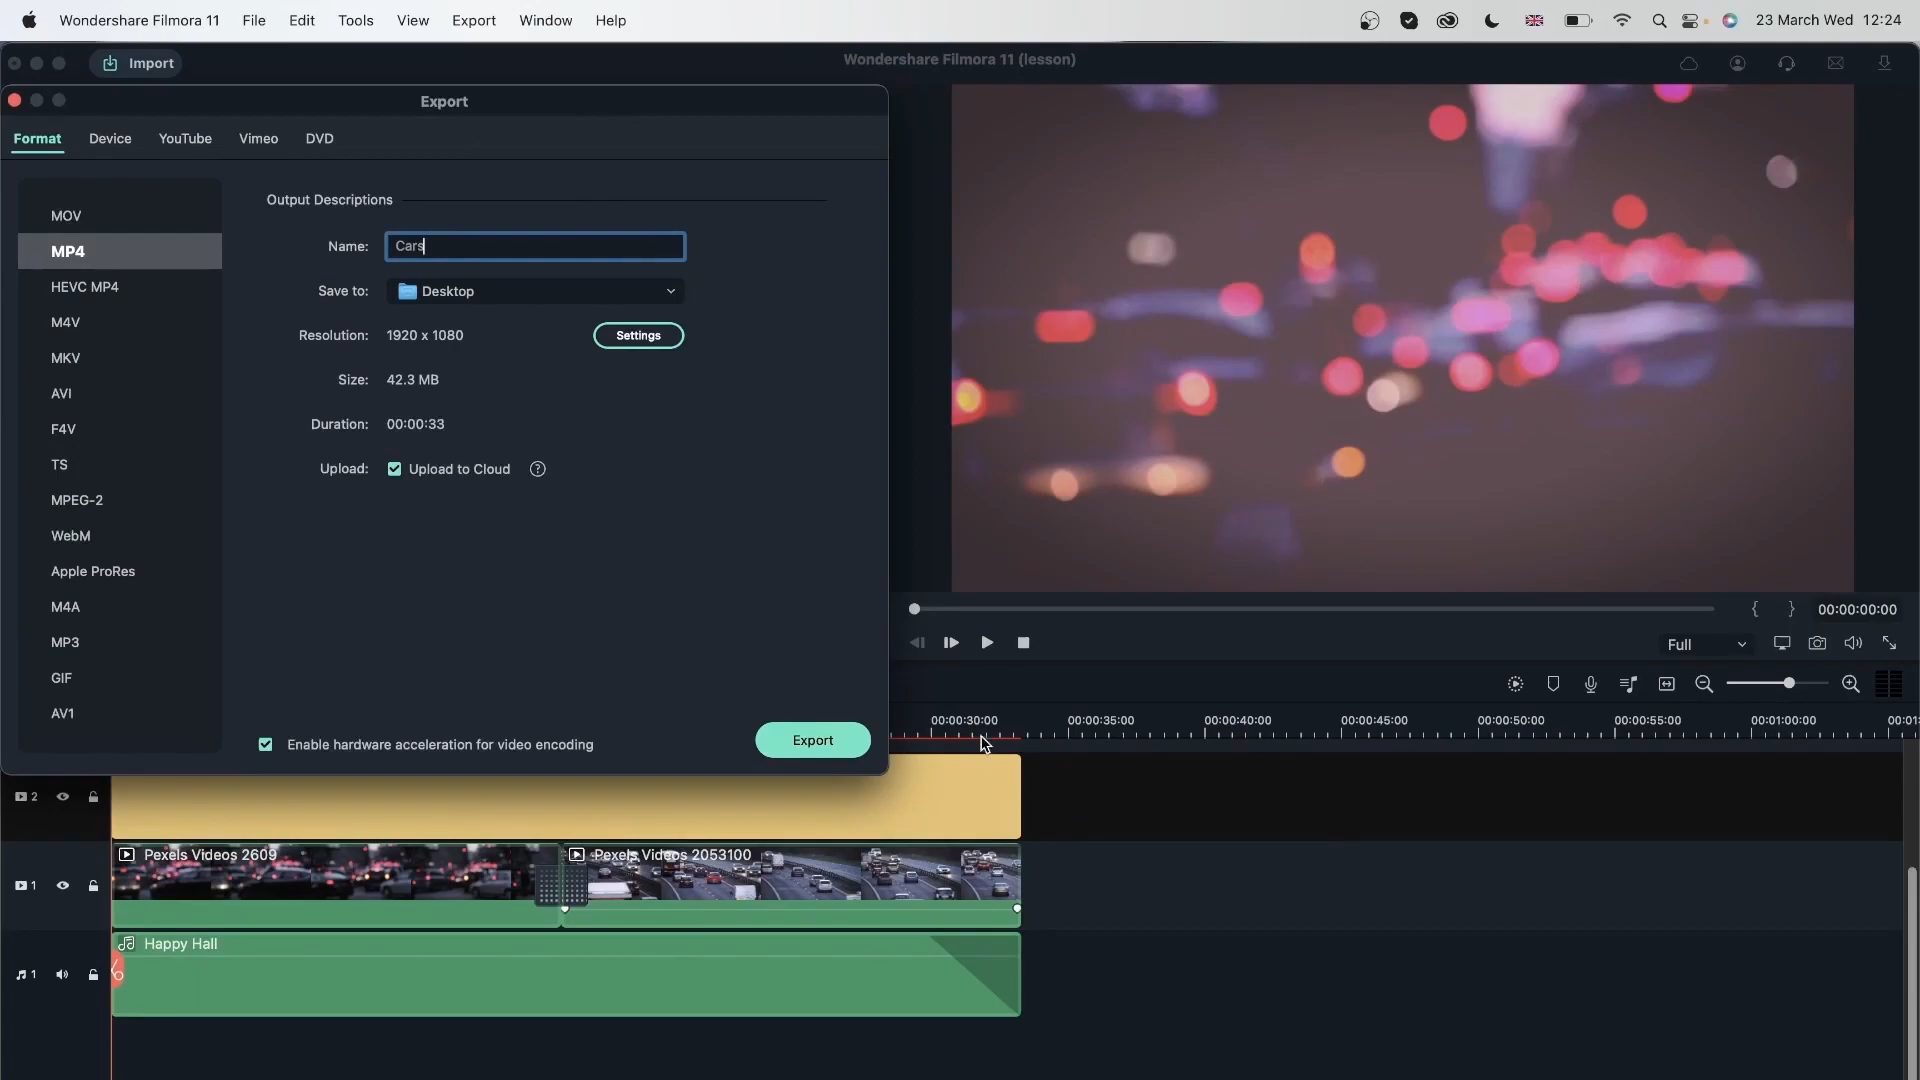 Wondershare Filmora 11 File Edit Tools View Export Window Help 23 March Wed 12:24
Import Wondershare Filmora 11 (lesson)
Export
Format Device YouTube Vimeo DVD
MOV
MP4
HEVC MP4
M4V
MKV
AVI
F4V
TS
MPEG-2
WebM
Apple ProRes
M4A
MP3
GIF
AV1
Output Descriptions
Name: Cars
Save to: Desktop
Resolution: 1920 x 1080 Settings
Size: 42.3 MB
Duration: 00:00:33
Upload: Upload to Cloud ?
Enable hardware acceleration for video encoding Export
{ } 00:00:00:00
Full
00:00:30:00 00:00:35:00 00:00:40:00 00:00:45:00 00:00:50:00 00:00:55:00 00:01:00:00 00:01:
2
1 Pexels Videos 2609 Pexels Videos 2053100
1 Happy Hall